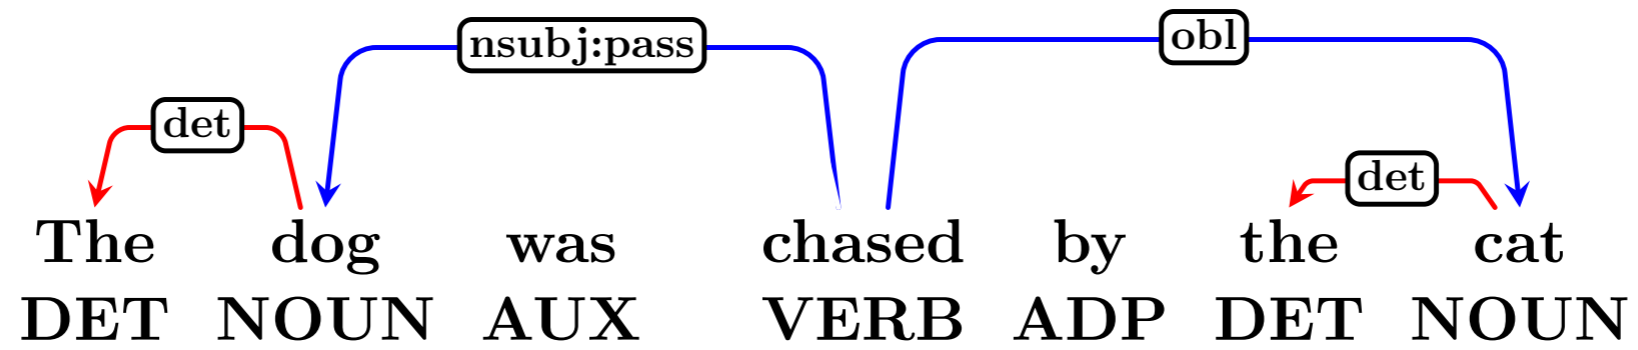 obl
nsubj:pass
det
det
The dog was chased by the cat
DET NOUN AUX VERB ADP DET NOUN